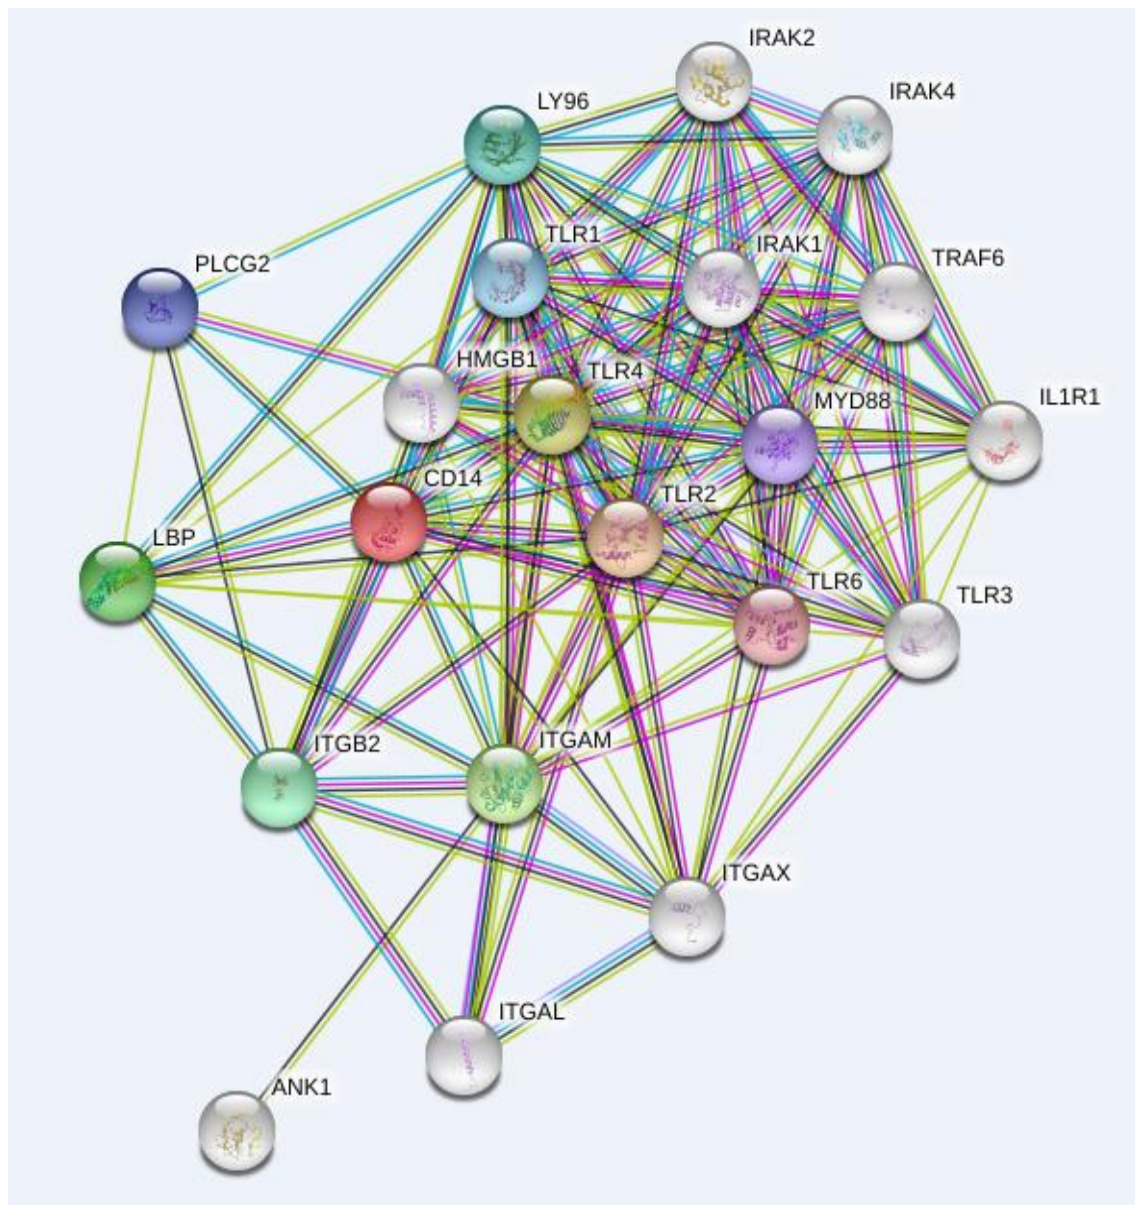 IRAK2
IRAK4
LY96
TLR1
IRAK1
TRAF6
PLCG2
HMGB1
TLR4
MYD88
IL1R1
CD14
TLR2
LBP
TLR6
TLR3
ITGB2
ITGAM
ITGAX
ITGAL
ANK1